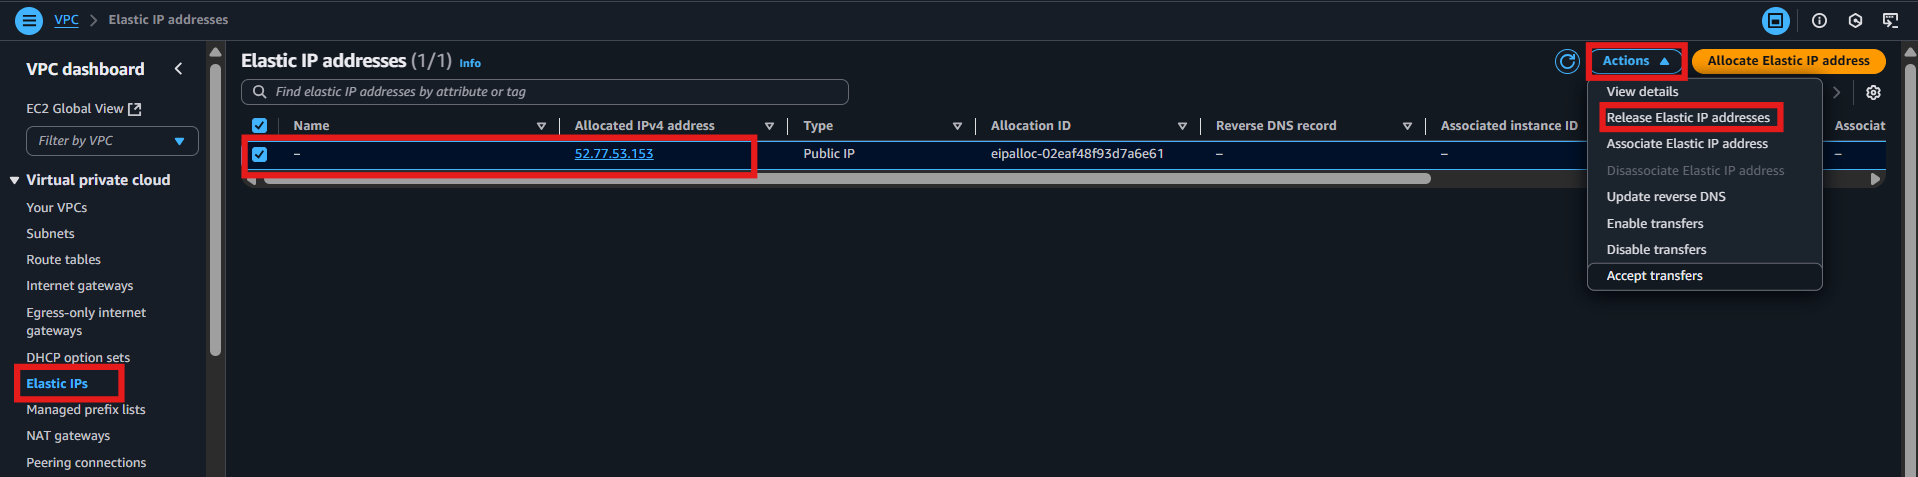 VPC > Elastic IP addresses
VPC dashboard
EC2 Global View
Filter by VPC
Virtual private cloud
Your VPCs
Subnets
Route tables
Internet gateways
Egress-only internet
gateways
DHCP option sets
Elastic IPs
Managed prefix lists
NAT gateways
Peering connections
Elastic IP addresses (1/1) Info
Actions
Allocate Elastic IP address
Find elastic IP addresses by attribute or tag
Name Allocated IPv4 address Type Allocation ID Reverse DNS record Associated instance ID Associat
– 52.77.53.153 Public IP eipalloc-02eaf48f93d7a6e61 – – –
View details
Release Elastic IP addresses
Associate Elastic IP address
Disassociate Elastic IP address
Update reverse DNS
Enable transfers
Disable transfers
Accept transfers